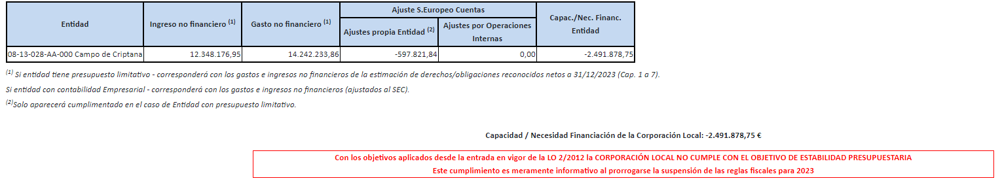 Ajuste S.Europeo Cuentas
Entidad
Ingreso no financiero (1)
Gasto no financiero (1)
Ajustes propia Entidad (2)
Ajustes por Operaciones
Internas
Capac./Nec. Financ.
Entidad
08-13-028-AA-000 Campo de Criptana 12.348.176,95 14.242.233,86 -597.821,84 0,00 -2.491.878,75
(1) Si entidad tiene presupuesto limitativo - corresponderá con los gastos e ingresos no financieros de la estimación de derechos/obligaciones reconocidos netos a 31/12/2023 (Cap. 1 a 7).
Si entidad con contabilidad Empresarial - corresponderá con los gastos e ingresos no financieros (ajustados al SEC).
(2)Solo aparecerá cumplimentado en el caso de Entidad con presupuesto limitativo.
Capacidad / Necesidad Financiación de la Corporación Local: -2.491.878,75 €
Con los objetivos aplicados desde la entrada en vigor de la LO 2/2012 la CORPORACIÓN LOCAL NO CUMPLE CON EL OBJETIVO DE ESTABILIDAD PRESUPUESTARIA
Este cumplimiento es meramente informativo al prorrogarse la suspensión de las reglas fiscales para 2023